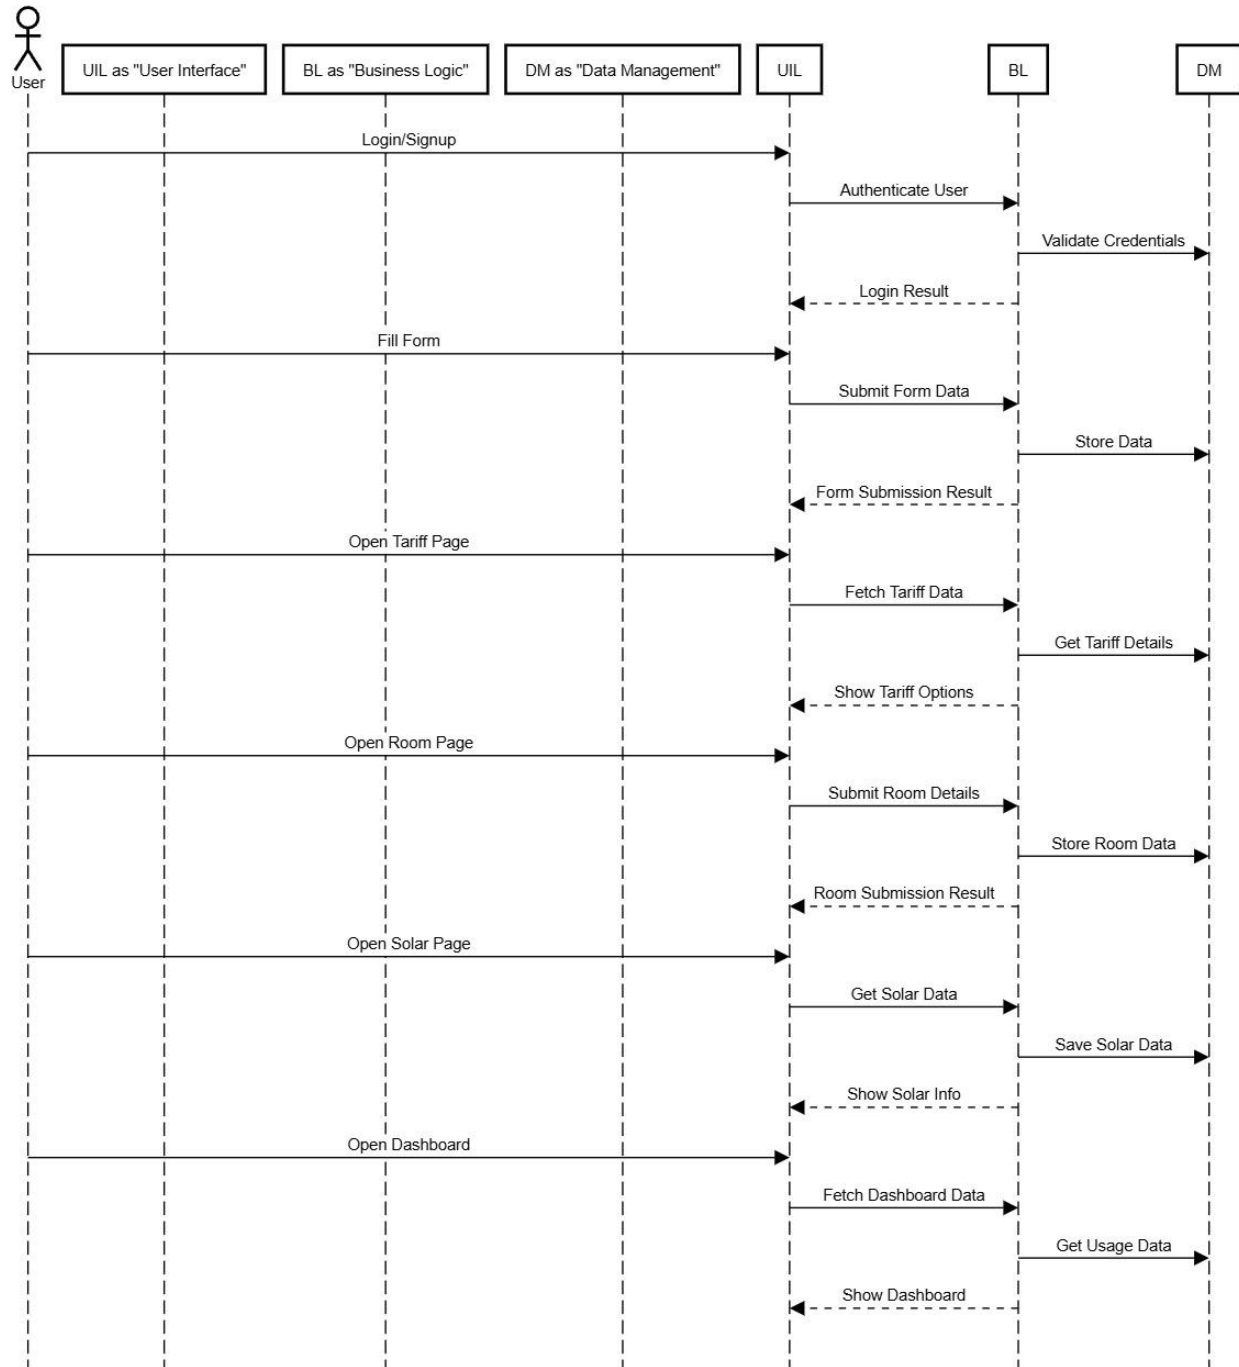 User
UIL as "User Interface"
BL as "Business Logic"
DM as "Data Management"
UIL
BL
DM
Login/Signup
Authenticate User
Validate Credentials
Login Result
Fill Form
Submit Form Data
Store Data
Form Submission Result
Open Tariff Page
Fetch Tariff Data
Get Tariff Details
Show Tariff Options
Open Room Page
Submit Room Details
Store Room Data
Room Submission Result
Open Solar Page
Get Solar Data
Save Solar Data
Show Solar Info
Open Dashboard
Fetch Dashboard Data
Get Usage Data
Show Dashboard